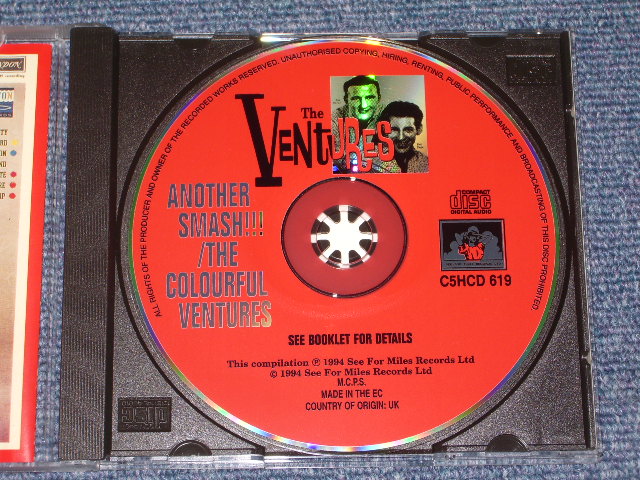 ALL RIGHTS OF THE PRODUCER AND OWNER OF THE RECORDED WORKS RESERVED. UNAUTHORISED COPYING, HIRING, RENTING, PUBLIC PERFORMANCE AND BROADCASTING OF THIS DISC PROHIBITED.
The
VENTURES
ANOTHER
SMASH!!!
/THE
COLOURFUL
VENTURES
COMPACT
disc
DIGITAL AUDIO
C5HCD 619
SEE BOOKLET FOR DETAILS
This compilation ℗ 1994 See For Miles Records Ltd
© 1994 See For Miles Records Ltd
M.C.P.S.
MADE IN THE EC
COUNTRY OF ORIGIN: UK